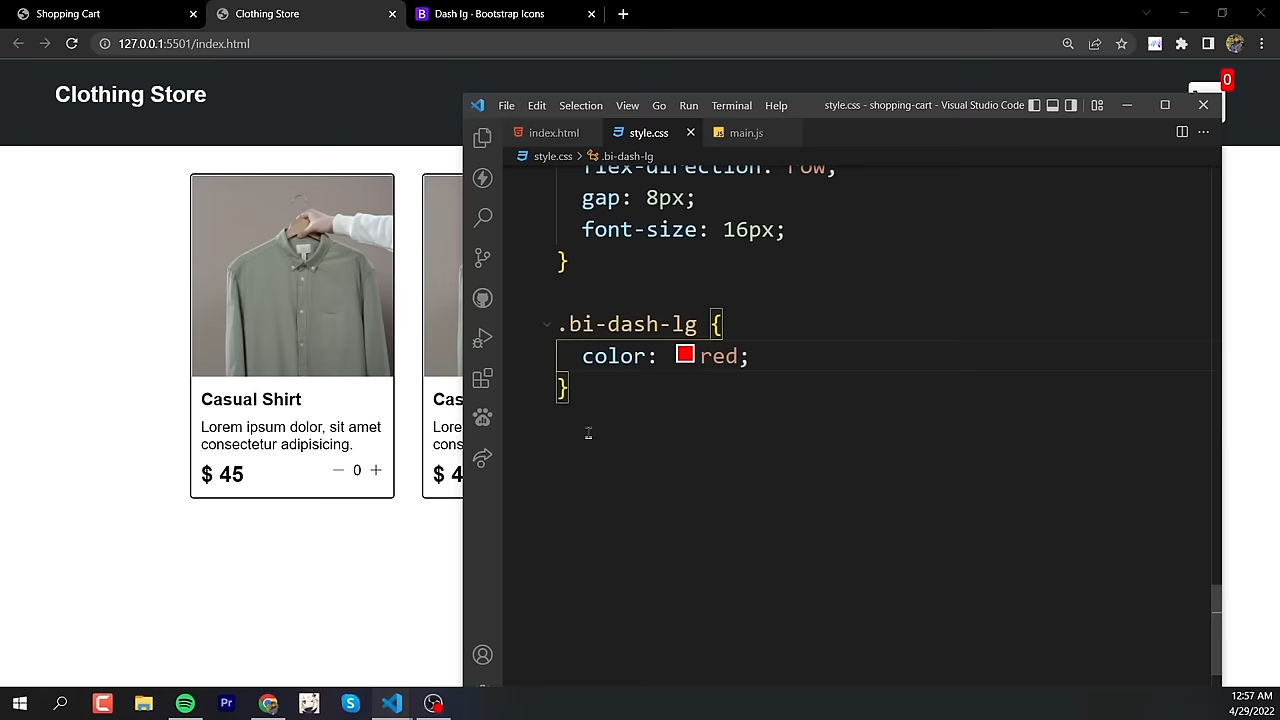 Shopping Cart
Clothing Store
Dash lg - Bootstrap Icons
127.0.0.1:5501/index.html
Clothing Store
0
File Edit Selection View Go Run Terminal Help
style.css - shopping-cart - Visual Studio Code
index.html
style.css
main.js
style.css > .bi-dash-lg
flex-direction: row;
gap: 8px;
font-size: 16px;
}
.bi-dash-lg {
color: red;
}
Casual Shirt
Lorem ipsum dolor, sit amet
consectetur adipisicing.
$ 45
0
Cas
Lore
cons
$ 4
12:57 AM
4/29/2022